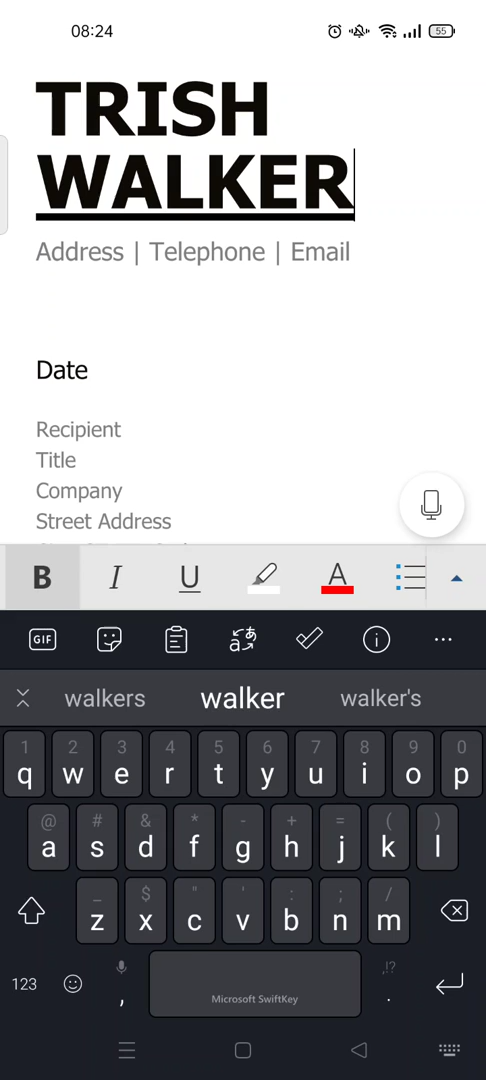 08:24
55
TRISH
WALKER
Address | Telephone | Email
Date
Recipient
Title
Company
Street Address
B I U A
GIF
walkers walker walker's
1 2 3 4 5 6 7 8 9 0
q w e r t y u i o p
@ # & * - + = ( )
a s d f g h j k l
_ $ " ' : ; /
z x c v b n m
,!?
123 , Microsoft SwiftKey .